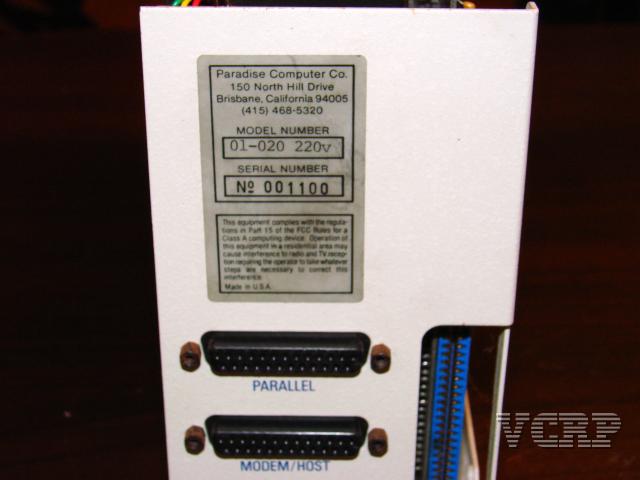 Paradise Computer Co.
150 North Hill Drive
Brisbane, California 94005
(415) 468-5320
MODEL NUMBER
01-020 220v
SERIAL NUMBER
Nº 001100
This equipment complies with the regula-
tions in Part 15 of the FCC Rules for a
Class A computing device. Operation of
this equipment in a residential area may
cause interference to radio and TV recep-
tion requiring the operator to take whatever
steps are necessary to correct this
interference.
Made in U.S.A.
PARALLEL
MODEM/HOST
VCRP